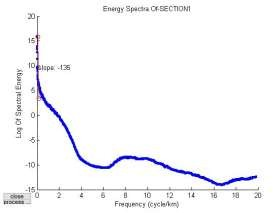 Energy Spectra Of-SECTION1
20
15
10
5
0
-5
-10
-15
Log Of Spectral Energy
Slope: -135
0 2 4 6 8 10 12 14 16 18 20
Frequency (cycle/km)
close
process...